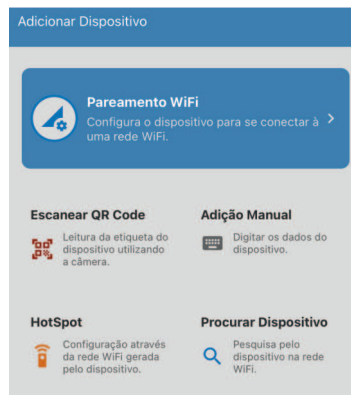 Adicionar Dispositivo
Pareamento WiFi
Configura o dispositivo para se conectar à
uma rede WiFi.
Escanear QR Code
Leitura da etiqueta do
dispositivo utilizando
a câmera.
Adição Manual
Digitar os dados do
dispositivo.
HotSpot
Configuração através
da rede WiFi gerada
pelo dispositivo.
Procurar Dispositivo
Pesquisa pelo
dispositivo na rede
WiFi.